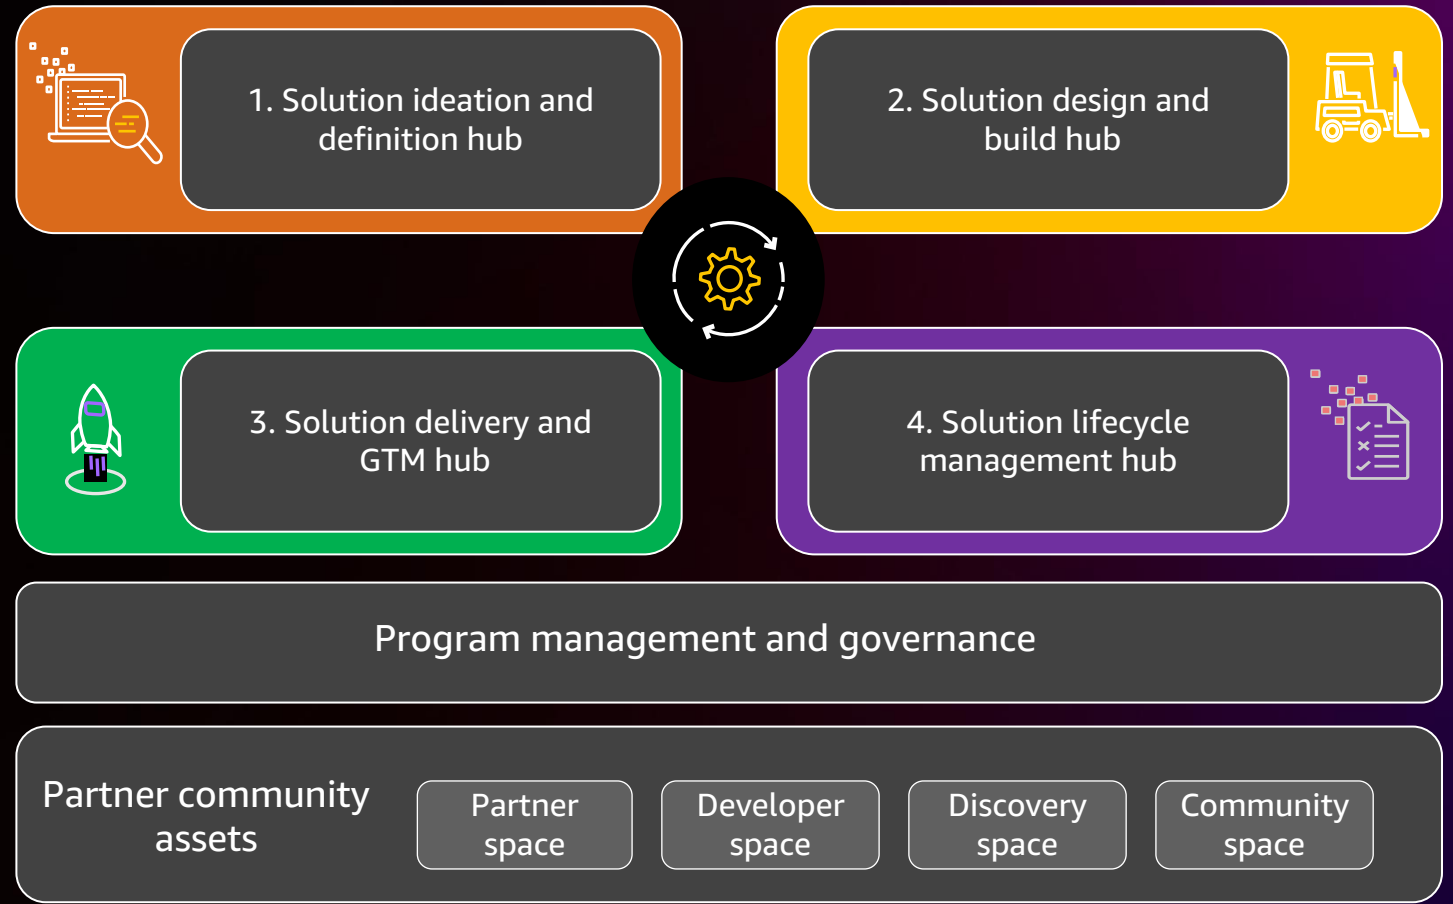 1. Solution ideation and
definition hub
2. Solution design and
build hub
3. Solution delivery and
GTM hub
4. Solution lifecycle
management hub
Program management and governance
Partner community
assets
Partner
space
Developer
space
Discovery
space
Community
space